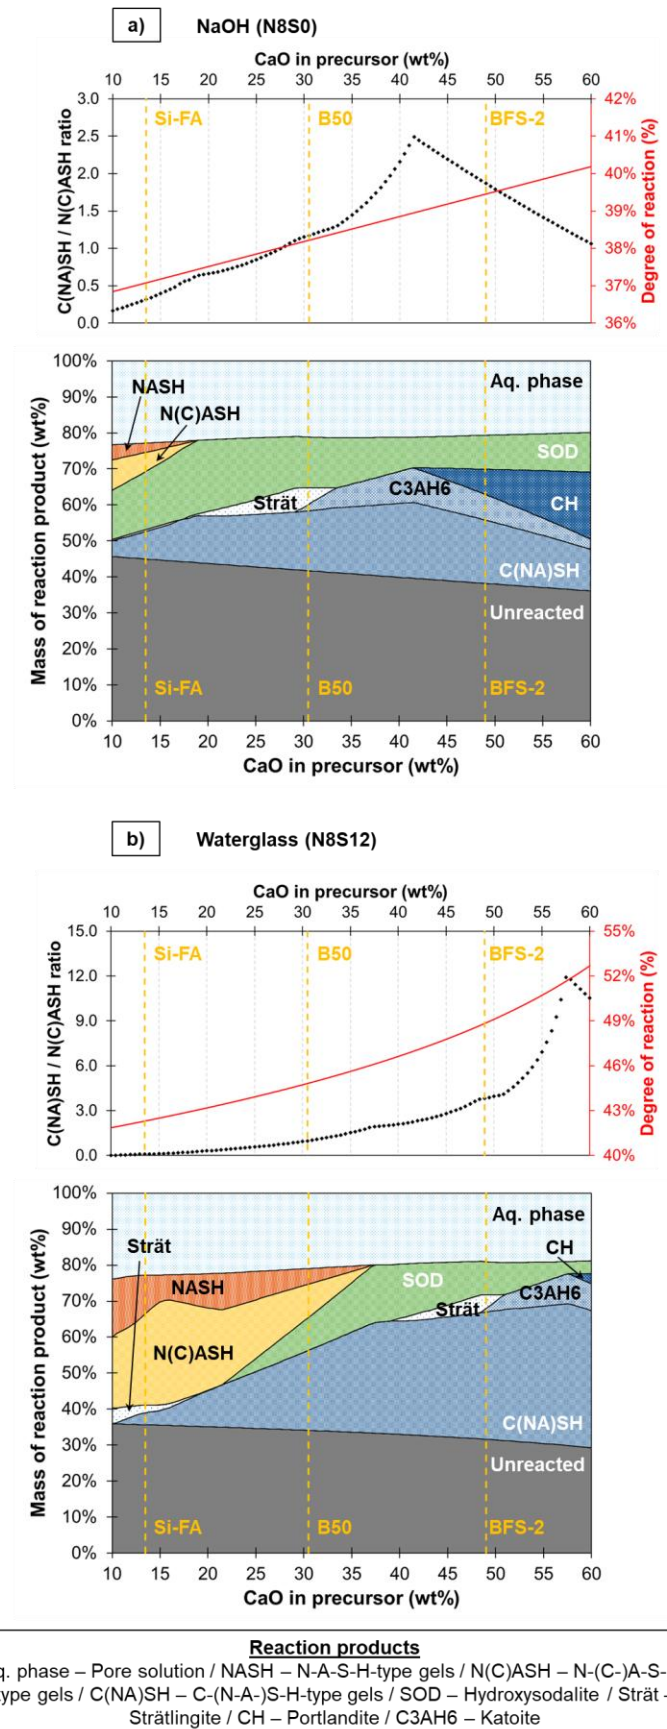 a) NaOH (N8S0)
CaO in precursor (wt%)
10 15 20 25 30 35 40 45 50 55 60
3.0 42%
Si-FA B50 BFS-2
2.5 41%
2.0 40%
1.5 39%
1.0 38%
0.5 37%
0.0 36%
C(NA)SH / N(C)ASH ratio
Degree of reaction (%)
100%
Aq. phase
90%
NASH
80%
N(C)ASH
SOD
70%
C3AH6
60%
Strät
CH
50%
C(NA)SH
40%
Unreacted
30%
20%
10%
Si-FA B50 BFS-2
0%
Mass of reaction product (wt%)
10 15 20 25 30 35 40 45 50 55 60
CaO in precursor (wt%)
b) Waterglass (N8S12)
CaO in precursor (wt%)
10 15 20 25 30 35 40 45 50 55 60
15.0 55%
Si-FA B50 BFS-2
12.0 52%
9.0 49%
6.0 46%
3.0 43%
0.0 40%
C(NA)SH / N(C)ASH ratio
Degree of reaction (%)
100%
Aq. phase
90%
Strät
CH
80%
NASH
SOD
C3AH6
70%
Strät
60%
N(C)ASH
50%
40%
C(NA)SH
30%
Unreacted
20%
10%
Si-FA B50 BFS-2
0%
Mass of reaction product (wt%)
10 15 20 25 30 35 40 45 50 55 60
CaO in precursor (wt%)
Reaction products
q. phase – Pore solution / NASH – N-A-S-H-type gels / N(C)ASH – N-(C-)A-S-
ype gels / C(NA)SH – C-(N-A-)S-H-type gels / SOD – Hydroxysodalite / Strät –
Strätlingite / CH – Portlandite / C3AH6 – Katoite